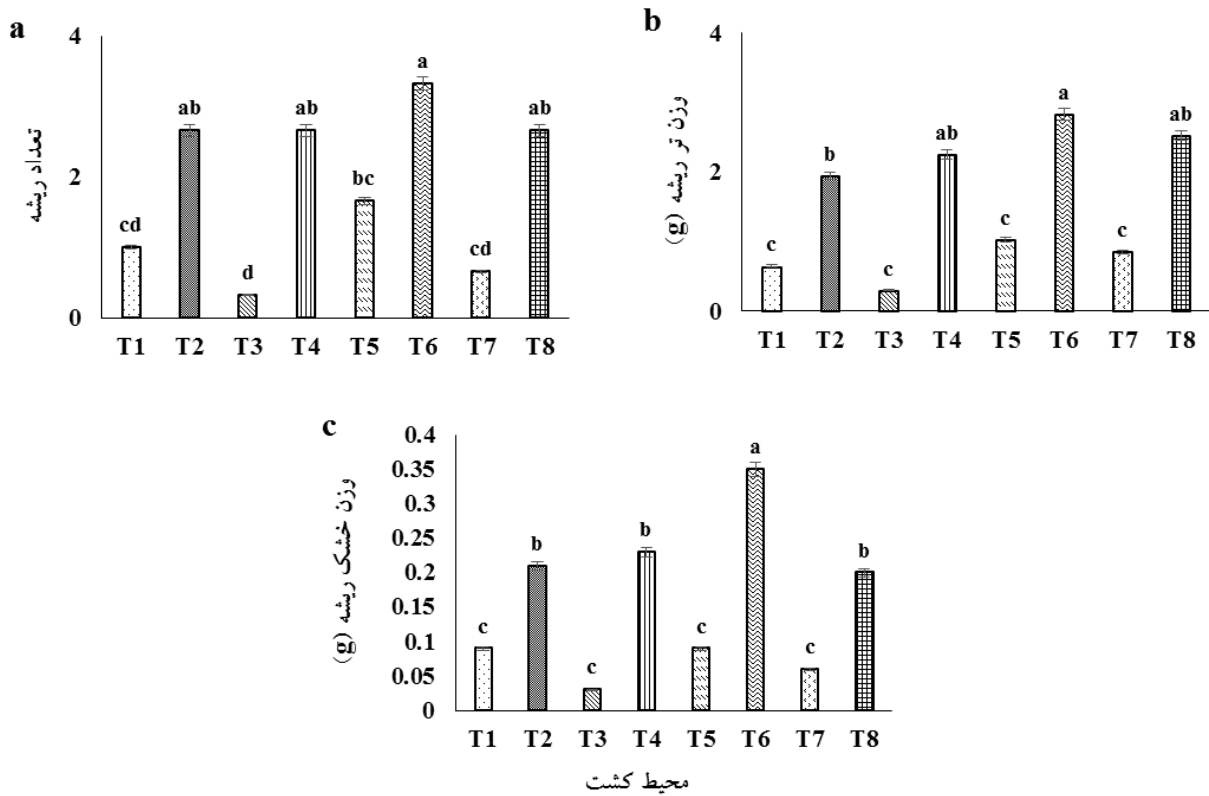 a
تعداد ریشه
4
2
0
cd
ab
d
ab
bc
a
cd
ab
T1 T2 T3 T4 T5 T6 T7 T8
b
وزن تر ریشه (g)
4
2
0
c
b
c
ab
c
a
c
ab
T1 T2 T3 T4 T5 T6 T7 T8
c
وزن خشک ریشه (g)
0.4
0.35
0.3
0.25
0.2
0.15
0.1
0.05
0
c
b
c
b
c
a
c
b
T1 T2 T3 T4 T5 T6 T7 T8
محیط کشت